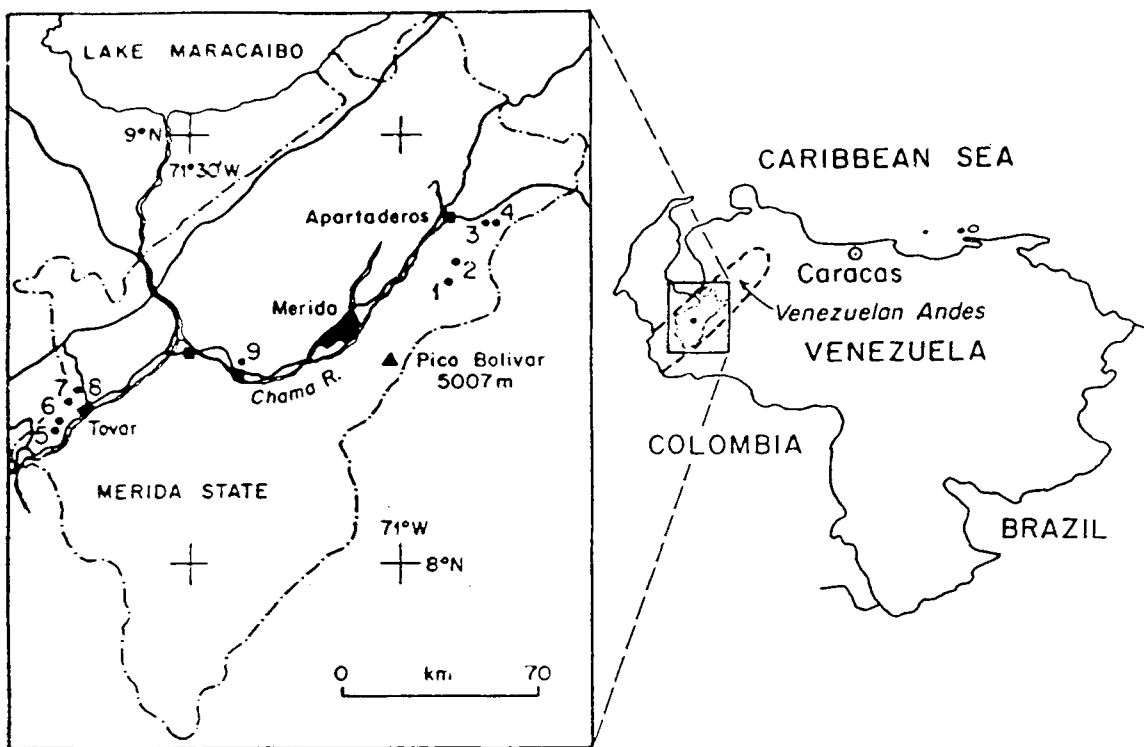 LAKE MARACAIBO
9°N
71°30'W
Apartaderos
3
4
2
1
Merida
9
Pico Bolivar
5007 m
Chama R.
7
8
6
5
Tovar
MERIDA STATE
71°W
8°N
0
km
70
CARIBBEAN SEA
Caracas
Venezuelan Andes
VENEZUELA
COLOMBIA
BRAZIL